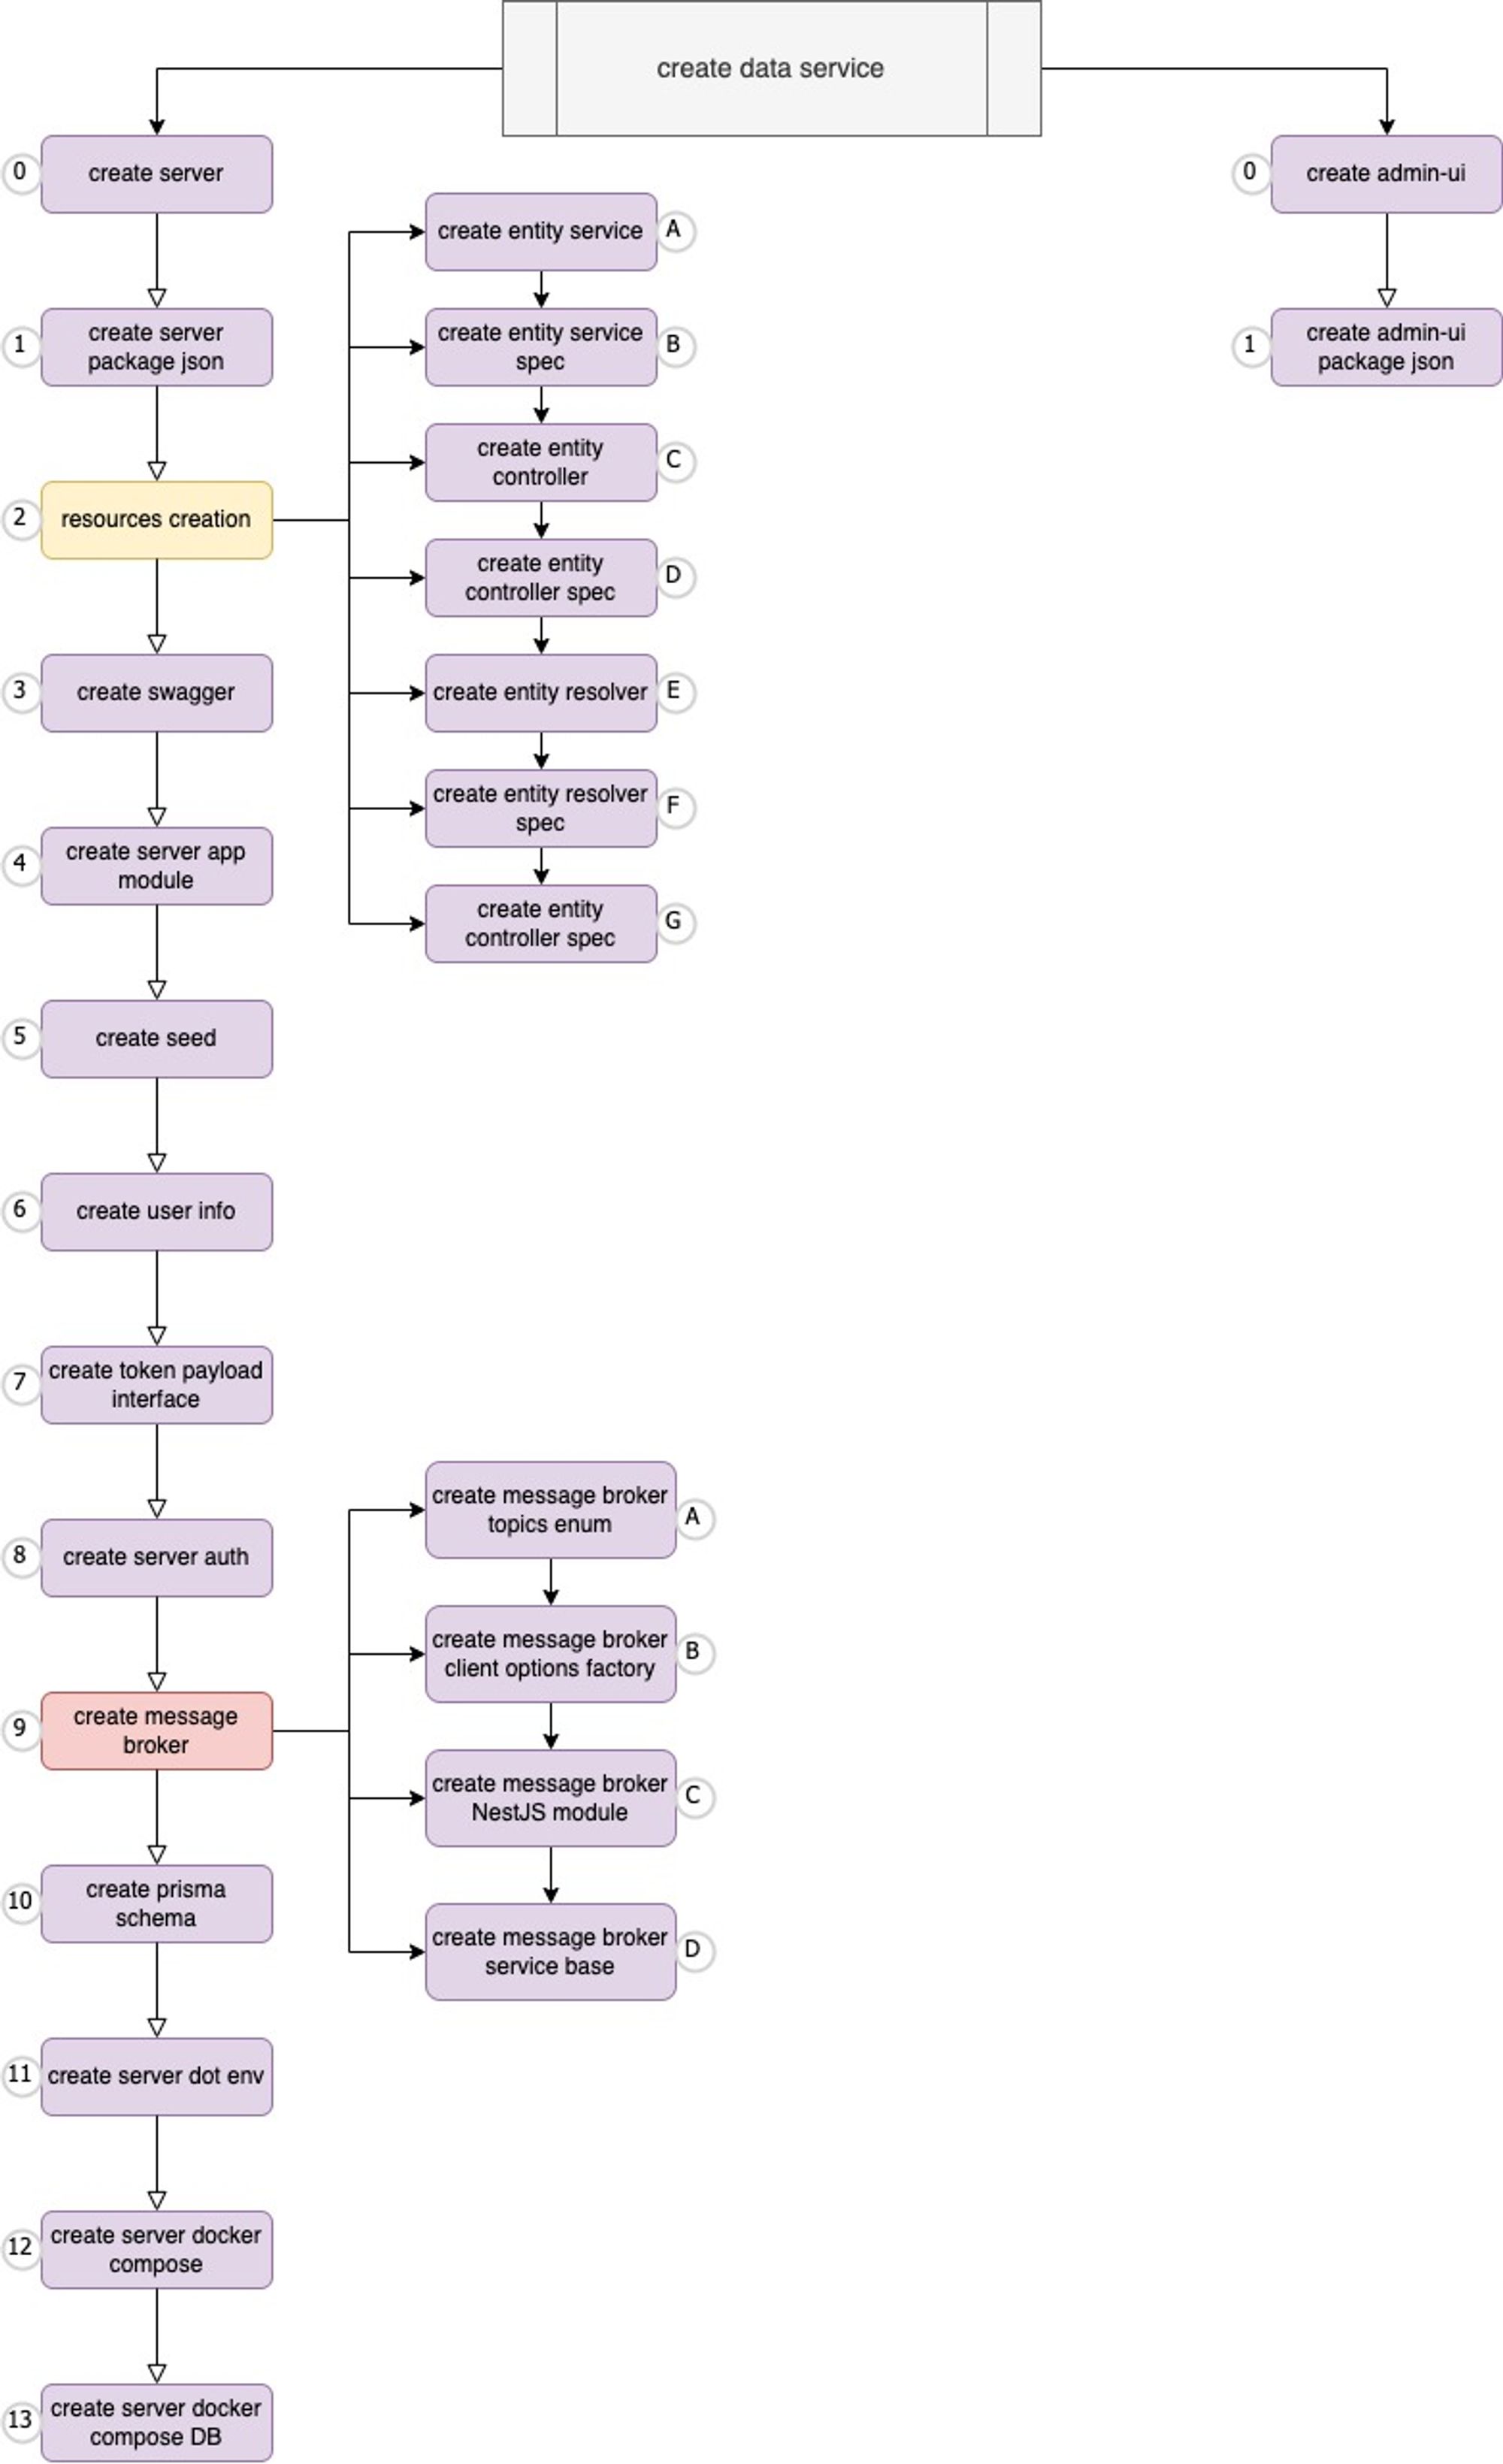 create data service
0
create server
0
create admin-ui
create entity service
A
1
create server
package json
create entity service
spec
B
1
create admin-ui
package json
create entity
controller
C
2
resources creation
create entity
controller spec
D
3
create swagger
create entity resolver
E
create entity resolver
spec
F
4
create server app
module
create entity
controller spec
G
5
create seed
6
create user info
7
create token payload
interface
create message broker
topics enum
A
8
create server auth
create message broker
client options factory
B
9
create message
broker
create message broker
NestJS module
C
10
create prisma
schema
create message broker
service base
D
11
create server dot env
12
create server docker
compose
13
create server docker
compose DB